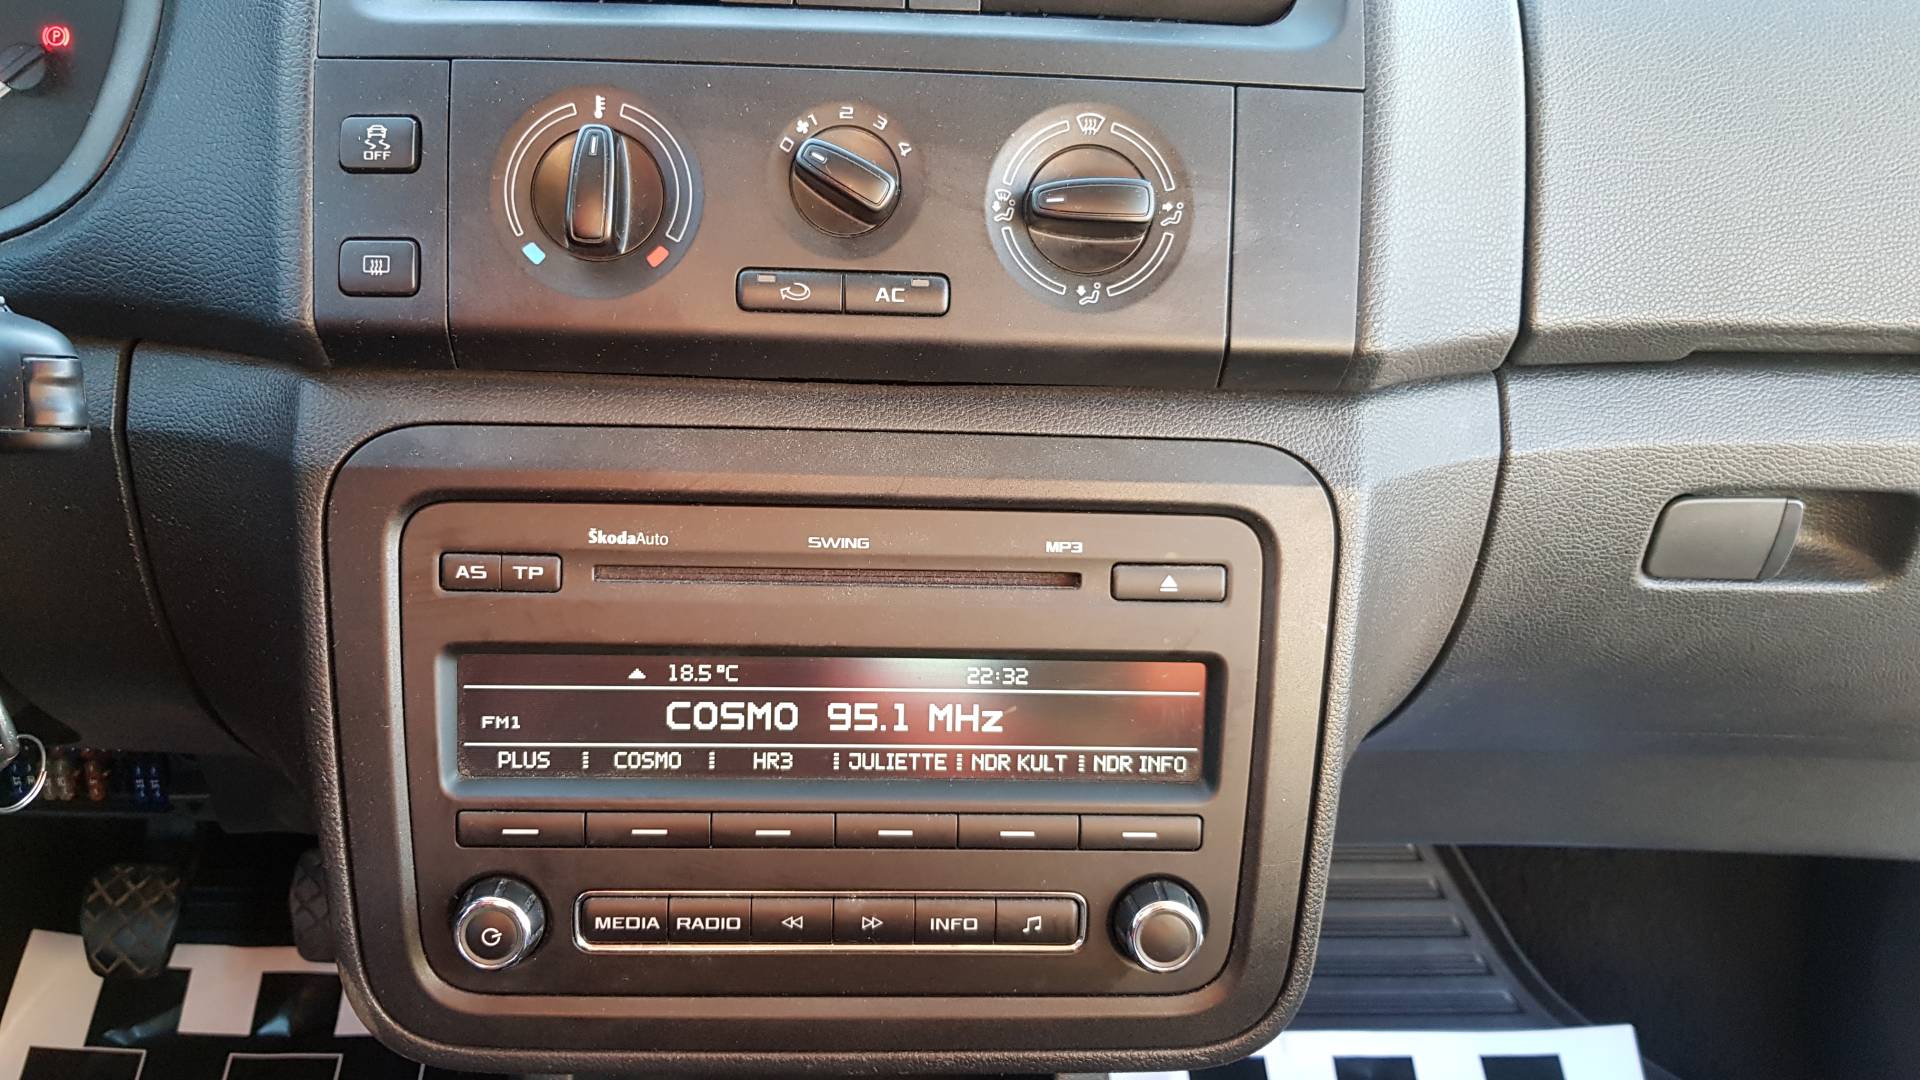 P
OFF
0 1 2 3 4
AC
ŠkodaAuto SWING MP3
AS TP
18.5°C 22:32
FM1 COSMO 95.1 MHz
PLUS COSMO HR3 JULIETTE NDR KULT NDR INFO
MEDIA RADIO INFO